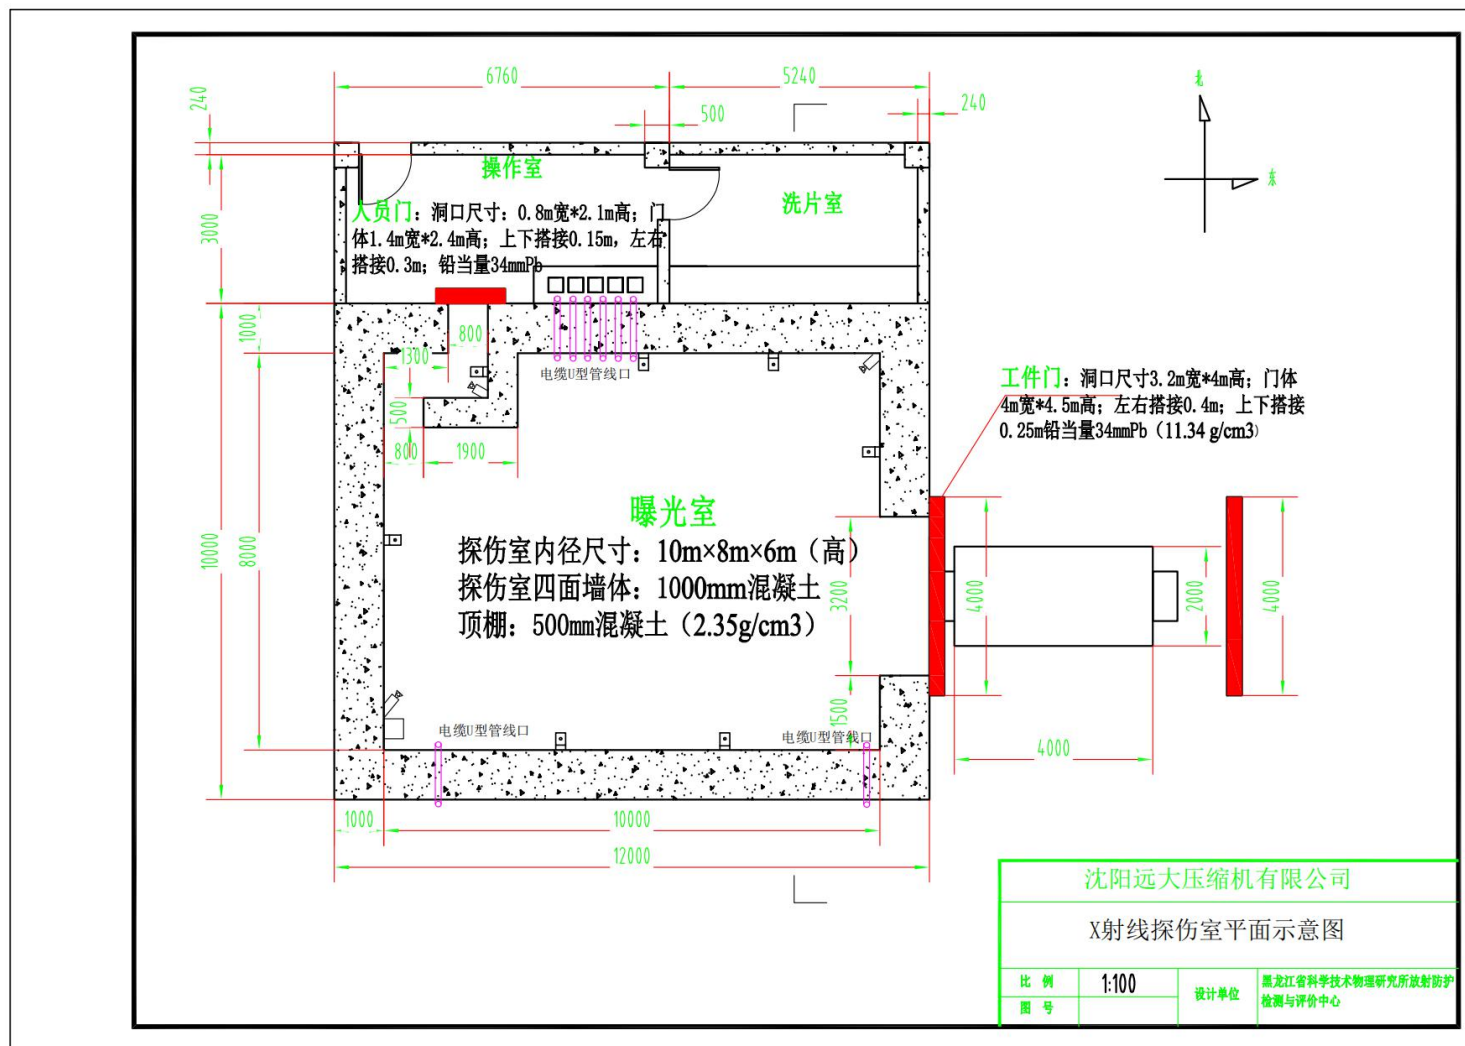 6760
5240
240
500
240
北
东
操作室
洗片室
人员门：洞口尺寸：0.8m宽*2.1m高；门
体1.4m宽*2.4m高；上下搭接0.15m，左右
搭接0.3m；铅当量34mmPb
3000
1000
800
1300
电缆U型管线口
500
800
1900
工件门：洞口尺寸3.2m宽*4m高；门体
4m宽*4.5m高；左右搭接0.4m；上下搭接
0.25m铅当量34mmPb（11.34 g/cm3）
曝光室
探伤室内径尺寸：10m×8m×6m（高）
探伤室四面墙体：1000mm混凝土
顶棚：500mm混凝土（2.35g/cm3）
10000
8000
3200
4000
2000
4000
1500
电缆U型管线口
电缆U型管线口
4000
1000
10000
12000
沈阳远大压缩机有限公司
X射线探伤室平面示意图
比 例
1:100
设计单位
黑龙江省科学技术物理研究所放射防护
检测与评价中心
图 号